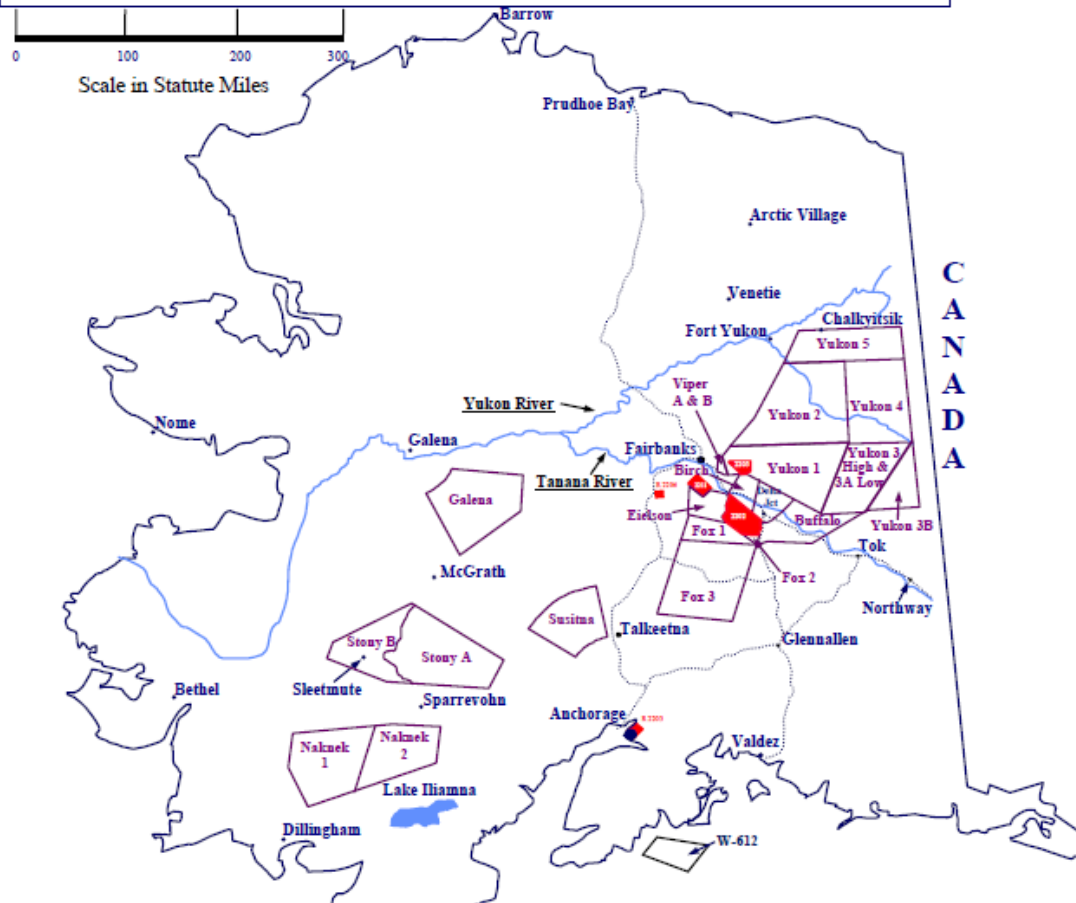 Barrow
0 100 200 300
Scale in Statute Miles
Prudhoe Bay
Arctic Village
C
A
N
A
D
A
Venetie
Chalkyitsik
Fort Yukon
Yukon 5
Viper
A & B
Yukon River
Yukon 2
Yukon 4
Nome
Galena
Fairbanks
Birch
Yukon 1
Yukon 3
High &
3A Low
Tanana River
R.2206
2202
Galena
Eielson
Buffalo
Yukon 3B
Fox 1
Tok
McGrath
Fox 2
Fox 3
Northway
Susitna
Talkeetna
Glennallen
Stony B
Stony A
Sleetmute
Bethel
Sparrevohn
Anchorage
R.2203
Valdez
Naknek
1
Naknek
2
Lake Iliamna
Dillingham
W-612